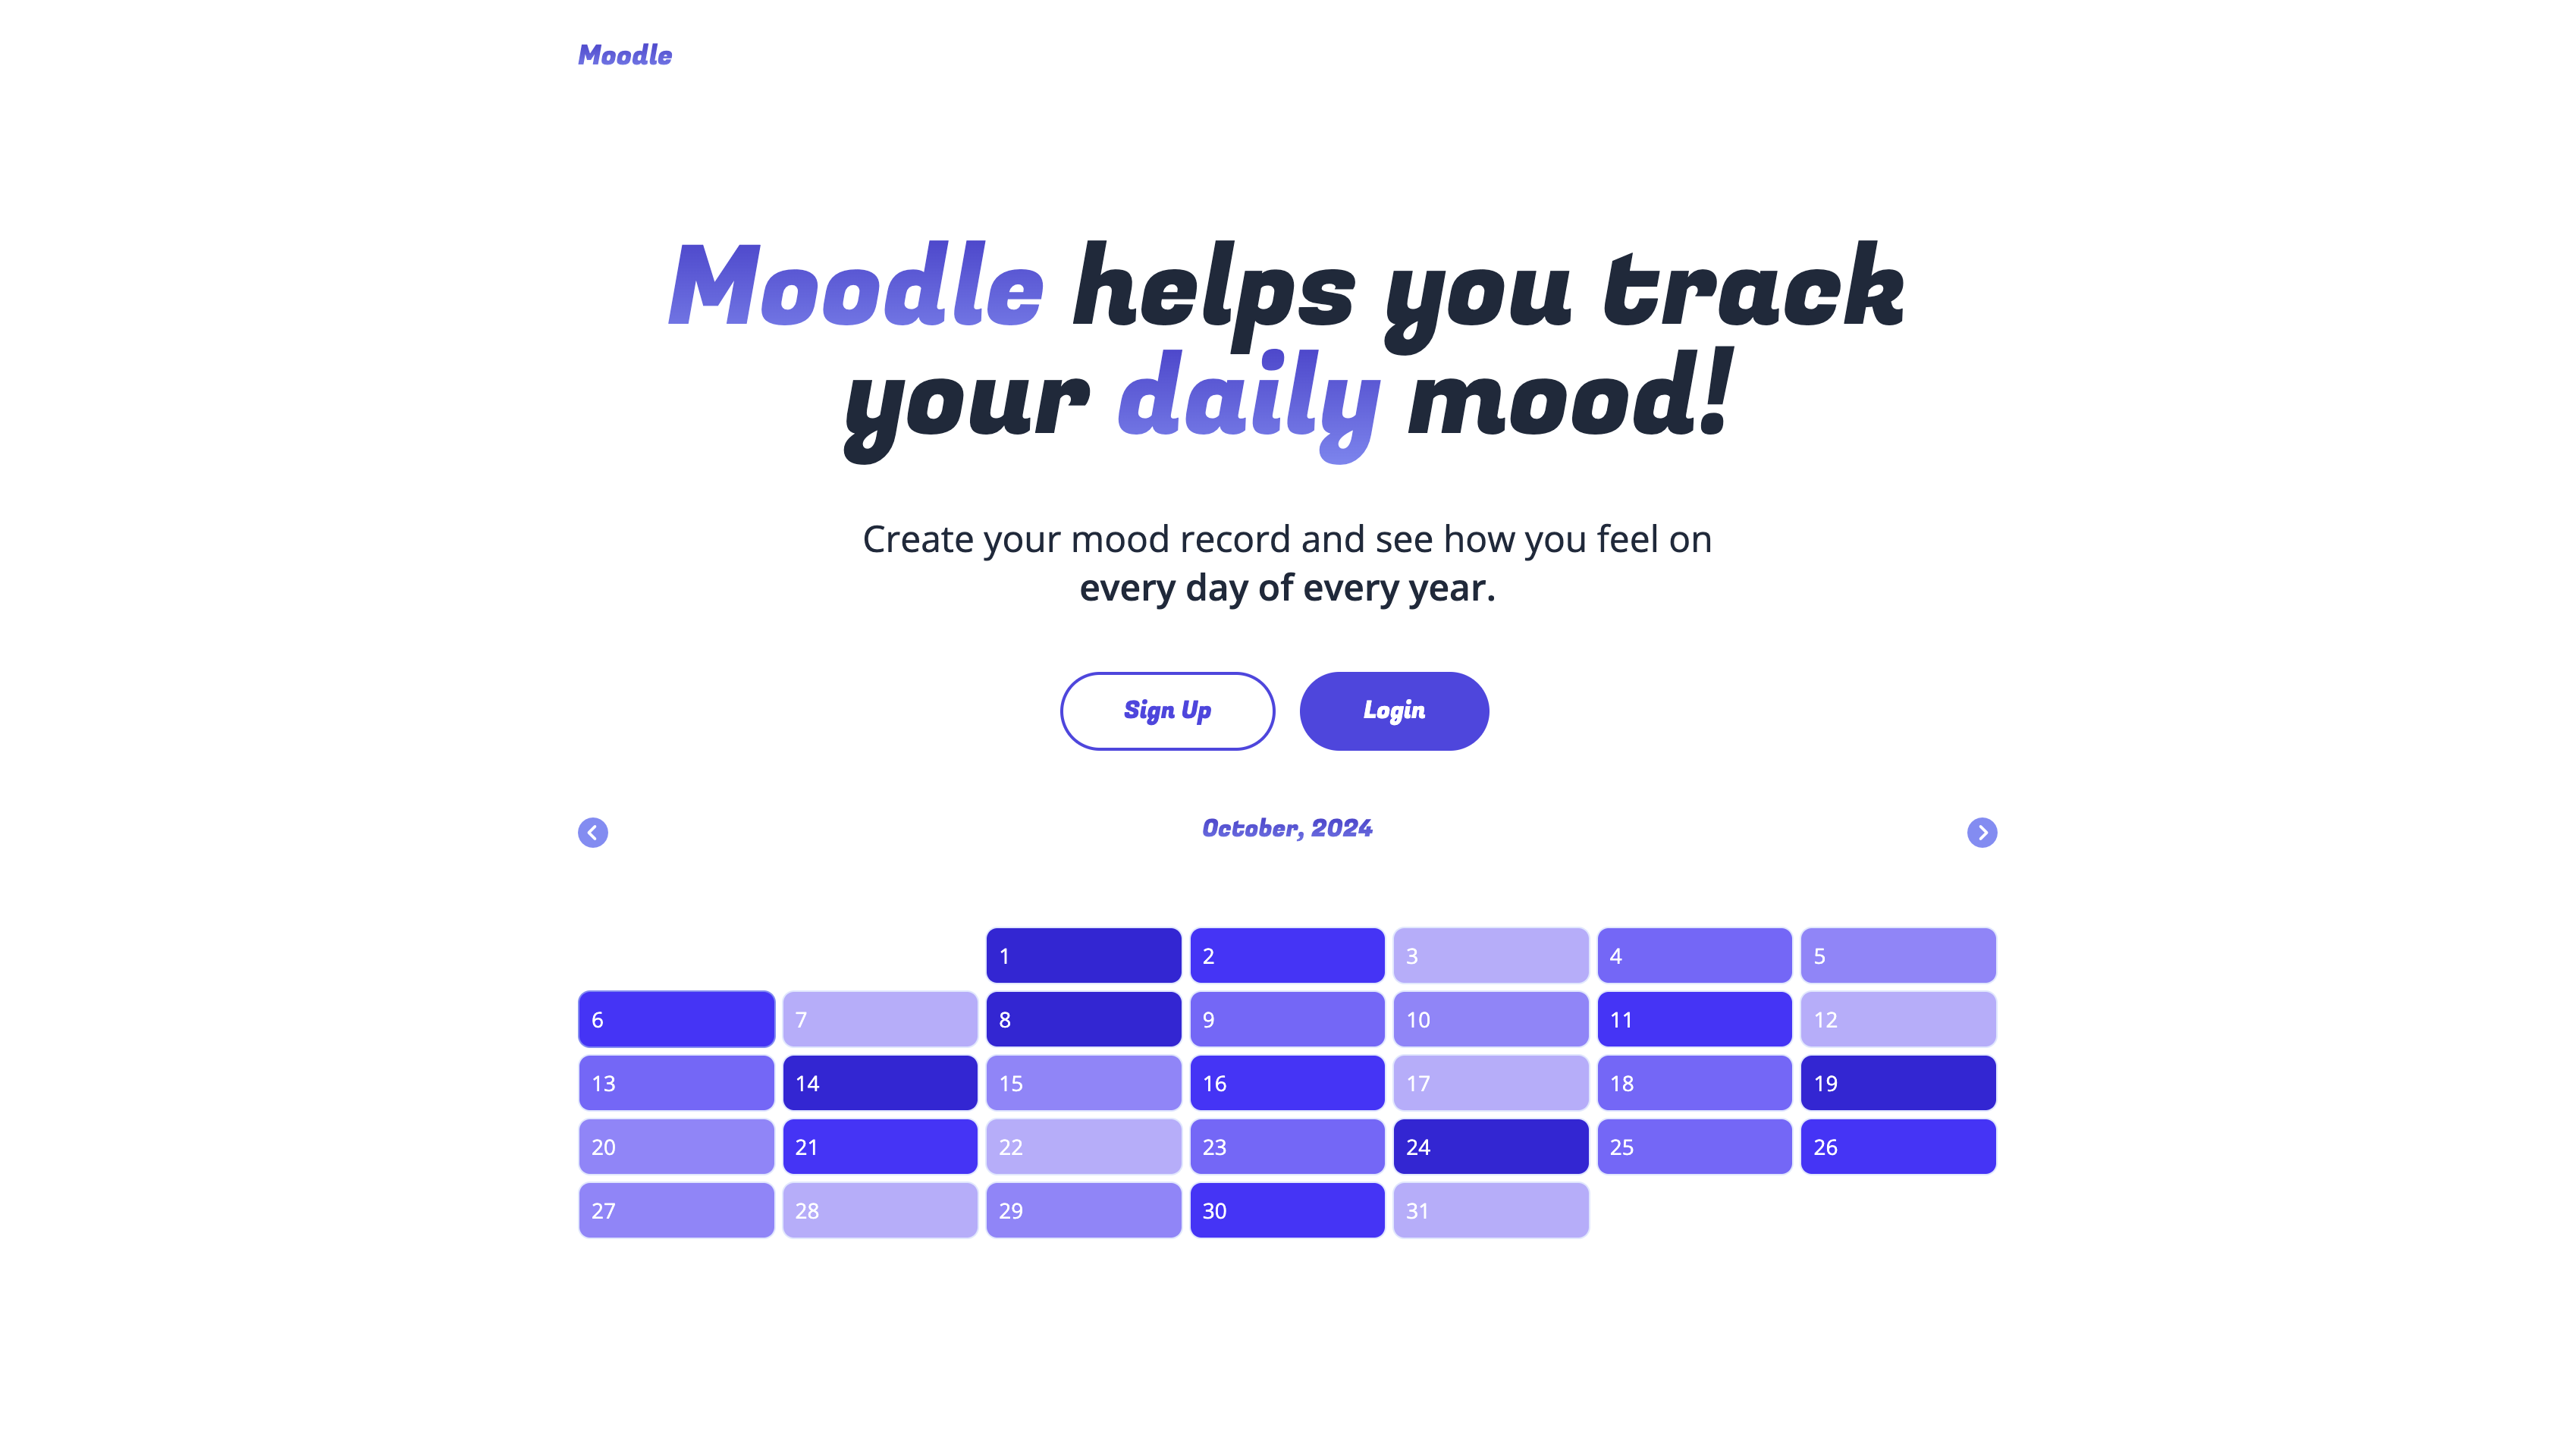 Moodle
Moodle helps you track
your daily mood!
Create your mood record and see how you feel on
every day of every year.
Sign Up Login
October, 2024
1 2 3 4 5
6 7 8 9 10 11 12
13 14 15 16 17 18 19
20 21 22 23 24 25 26
27 28 29 30 31